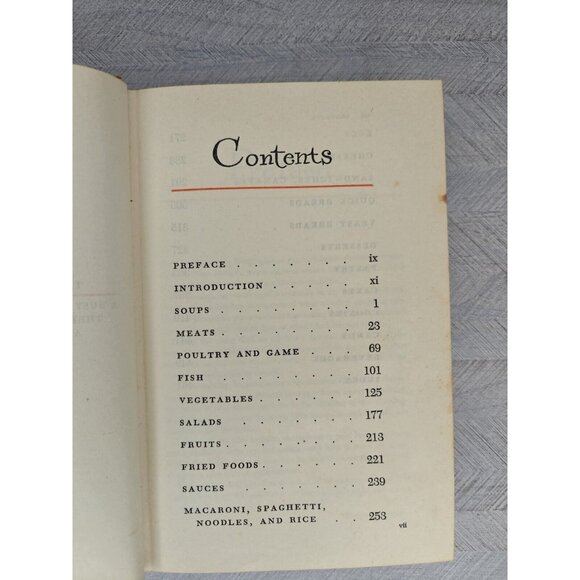 Contents
PREFACE . . . . . . . ix
INTRODUCTION . . . . . xi
SOUPS . . . . . . . . 1
MEATS . . . . . . . . 23
POULTRY AND GAME . . . 69
FISH . . . . . . . . 101
VEGETABLES . . . . . . 125
SALADS . . . . . . . 177
FRUITS . . . . . . . . 213
FRIED FOODS . . . . . . 221
SAUCES . . . . . . . 239
MACARONI, SPAGHETTI,
NOODLES, AND RICE . . 253
vii